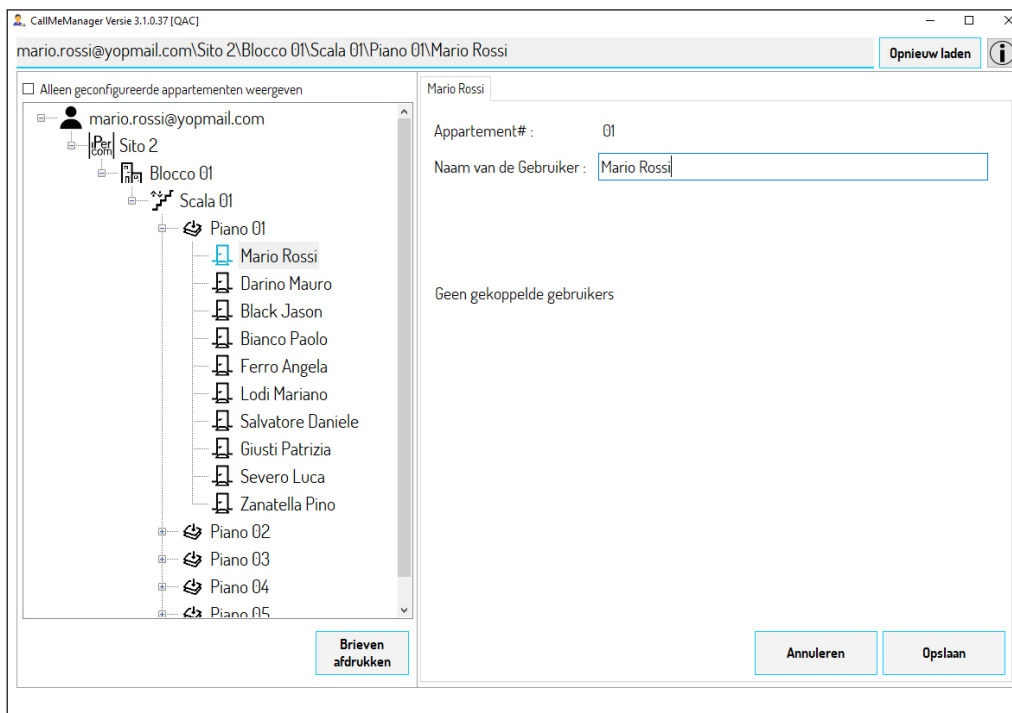 CallMeManager Versie 3.1.0.37 [QAC]
mario.rossi@yopmail.com\Sito 2\Blocco 01\Scala 01\Piano 01\Mario Rossi
Opnieuw laden
Alleen geconfigureerde appartementen weergeven
mario.rossi@yopmail.com
iPer
com
Sito 2
Blocco 01
Scala 01
Piano 01
Mario Rossi
Darino Mauro
Black Jason
Bianco Paolo
Ferro Angela
Lodi Mariano
Salvatore Daniele
Giusti Patrizia
Severo Luca
Zanatella Pino
Piano 02
Piano 03
Piano 04
Piano 05
Brieven
afdrukken
Mario Rossi
Appartement# : 01
Naam van de Gebruiker : Mario Rossi
Geen gekoppelde gebruikers
Annuleren
Opslaan